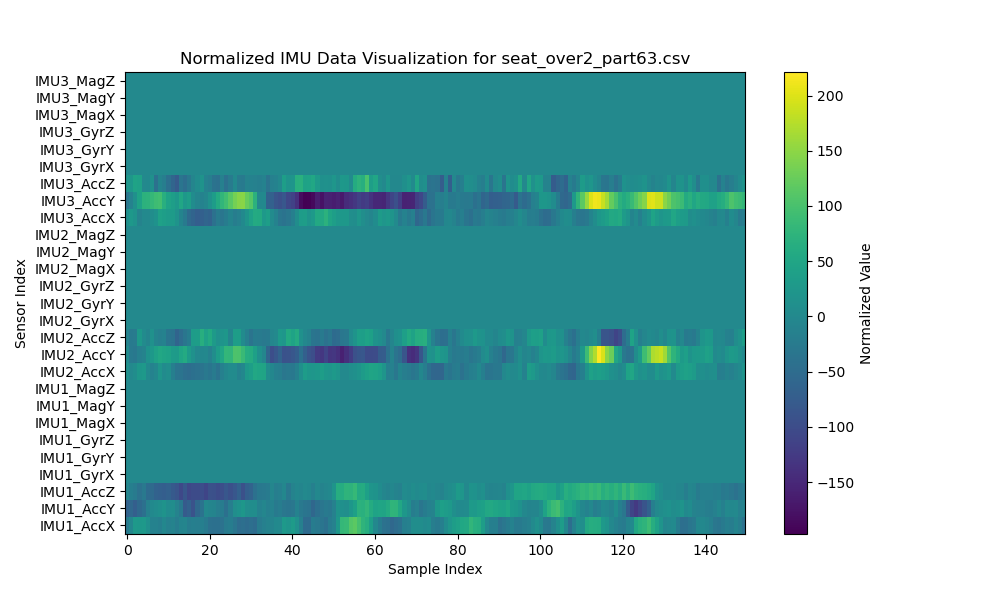 Normalized IMU Data Visualization for seat_over2_part63.csv
IMU3_MagZ
IMU3_MagY
IMU3_MagX
IMU3_GyrZ
IMU3_GyrY
IMU3_GyrX
IMU3_AccZ
IMU3_AccY
IMU3_AccX
IMU2_MagZ
IMU2_MagY
IMU2_MagX
IMU2_GyrZ
IMU2_GyrY
IMU2_GyrX
IMU2_AccZ
IMU2_AccY
IMU2_AccX
IMU1_MagZ
IMU1_MagY
IMU1_MagX
IMU1_GyrZ
IMU1_GyrY
IMU1_GyrX
IMU1_AccZ
IMU1_AccY
IMU1_AccX
Sensor Index
0 20 40 60 80 100 120 140
Sample Index
200
150
100
50
0
−50
−100
−150
Normalized Value